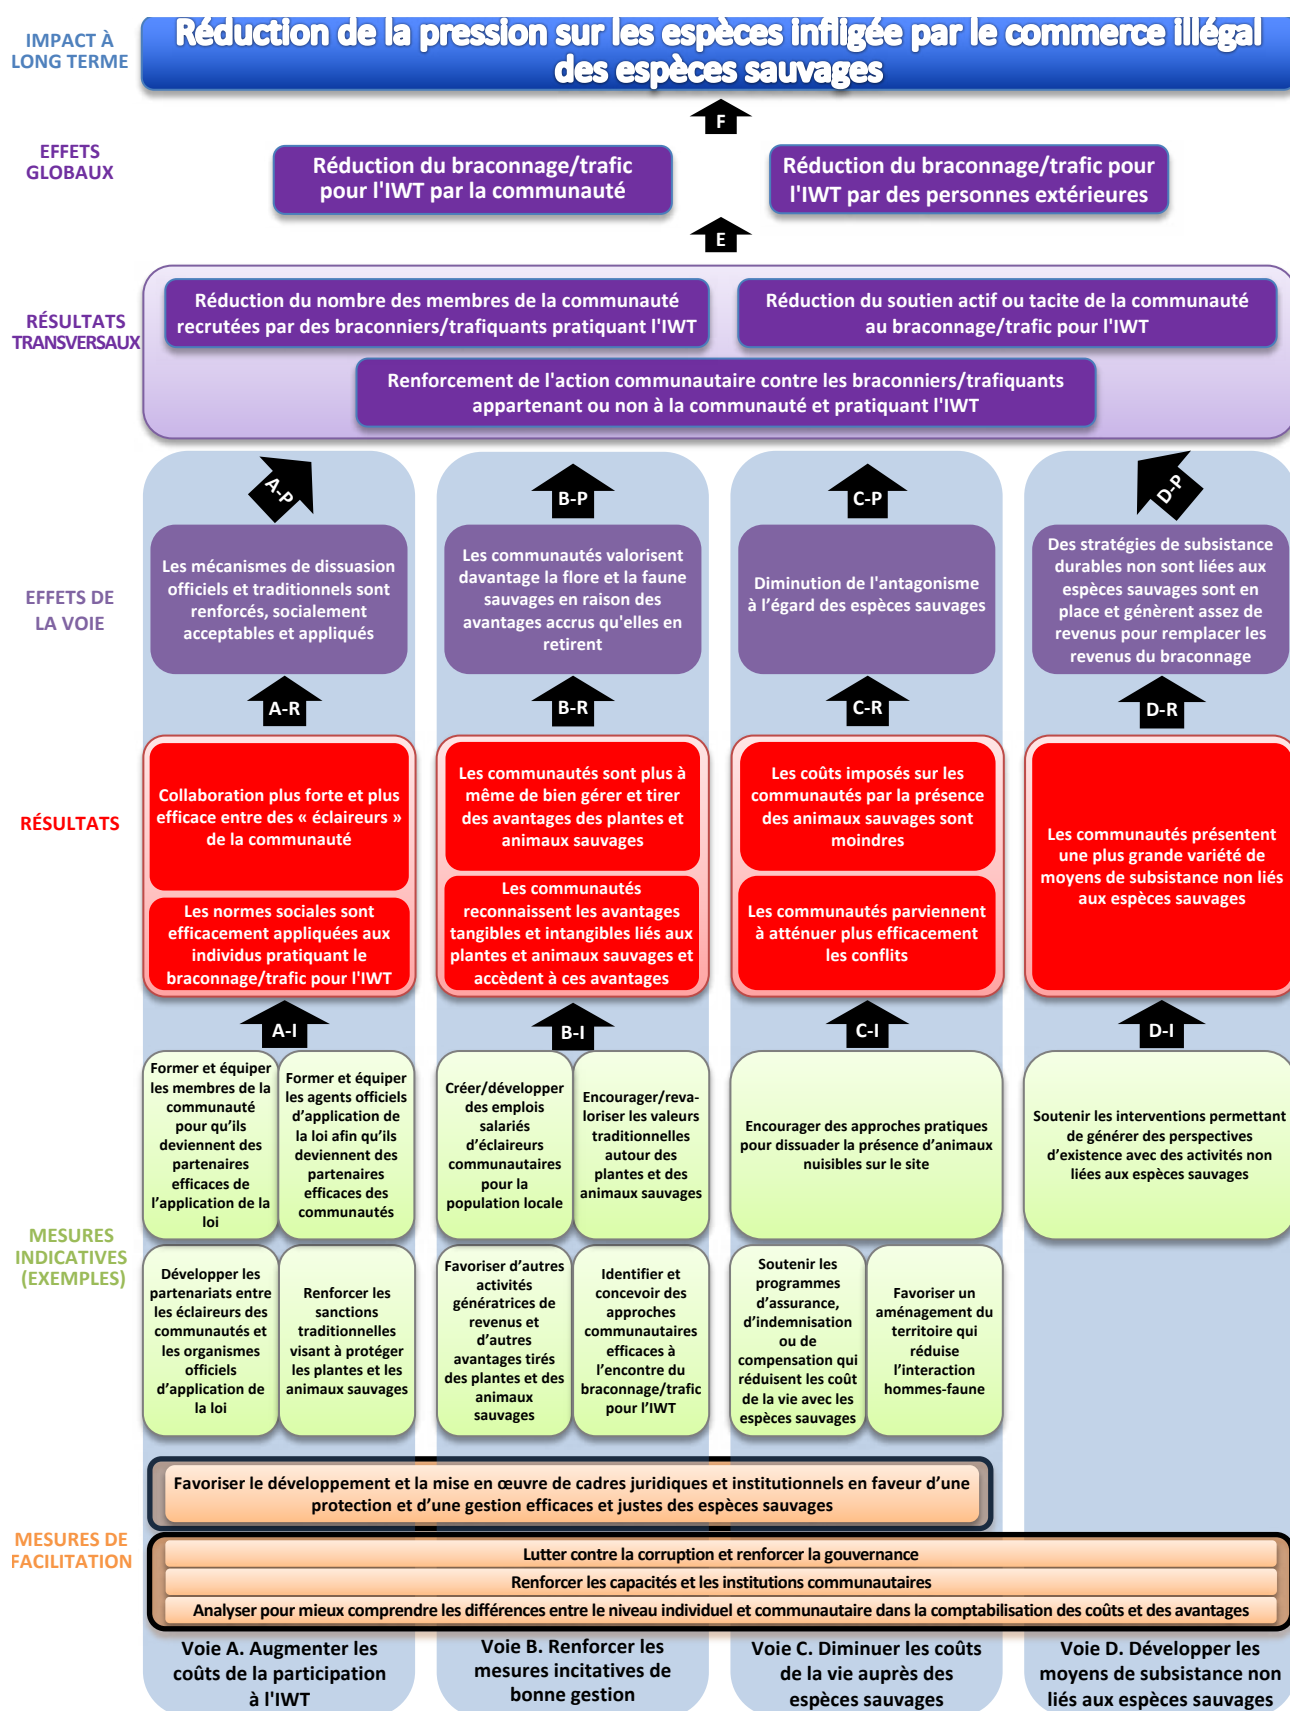 IMPACT À
LONG TERME
Réduction de la pression sur les espèces infligée par le commerce illégal
des espèces sauvages
F
EFFETS
GLOBAUX
Réduction du braconnage/trafic
pour l'IWT par la communauté
Réduction du braconnage/trafic pour
l'IWT par des personnes extérieures
E
RÉSULTATS
TRANSVERSAUX
Réduction du nombre des membres de la communauté
recrutées par des braconniers/trafiquants pratiquant l'IWT
Réduction du soutien actif ou tacite de la communauté
au braconnage/trafic pour l'IWT
Renforcement de l'action communautaire contre les braconniers/trafiquants
appartenant ou non à la communauté et pratiquant l'IWT
A-P
B-P
C-P
D-P
EFFETS DE
LA VOIE
Les mécanismes de dissuasion
officiels et traditionnels sont
renforcés, socialement
acceptables et appliqués
Les communautés valorisent
davantage la flore et la faune
sauvages en raison des
avantages accrus qu'elles en
retirent
Diminution de l'antagonisme
à l'égard des espèces sauvages
Des stratégies de subsistance
durables non sont liées aux
espèces sauvages sont en
place et génèrent assez de
revenus pour remplacer les
revenus du braconnage
A-R
B-R
C-R
D-R
RÉSULTATS
Collaboration plus forte et plus
efficace entre des « éclaireurs »
de la communauté
Les normes sociales sont
efficacement appliquées aux
individus pratiquant le
braconnage/trafic pour l'IWT
Les communautés sont plus à
même de bien gérer et tirer
des avantages des plantes et
animaux sauvages
Les communautés
reconnaissent les avantages
tangibles et intangibles liés aux
plantes et animaux sauvages et
accèdent à ces avantages
Les coûts imposés sur les
communautés par la présence
des animaux sauvages sont
moindres
Les communautés parviennent
à atténuer plus efficacement
les conflits
Les communautés présentent
une plus grande variété de
moyens de subsistance non liés
aux espèces sauvages
A-I
B-I
C-I
D-I
MESURES
INDICATIVES
(EXEMPLES)
Former et équiper
les membres de la
communauté
pour qu'ils
deviennent des
partenaires
efficaces de
l'application de la
loi
Former et équiper
les agents officiels
d'application de
la loi afin qu'ils
deviennent des
partenaires
efficaces des
communautés
Créer/développer
des emplois
salariés
d'éclaireurs
communautaires
pour la
population locale
Encourager/reva-
loriser les valeurs
traditionnelles
autour des
plantes et des
animaux sauvages
Encourager des approches pratiques
pour dissuader la présence d'animaux
nuisibles sur le site
Soutenir les interventions permettant
de générer des perspectives
d'existence avec des activités non
liées aux espèces sauvages
Développer les
partenariats entre
les éclaireurs des
communautés et
les organismes
officiels
d'application de
la loi
Renforcer les
sanctions
traditionnelles
visant à protéger
les plantes et les
animaux sauvages
Favoriser d'autres
activités
génératrices de
revenus et
d'autres
avantages tirés
des plantes et des
animaux
sauvages
Identifier et
concevoir des
approches
communautaires
efficaces à
l'encontre du
braconnage/trafic
pour l'IWT
Soutenir les
programmes
d'assurance,
d'indemnisation
ou de
compensation qui
réduisent les coût
de la vie avec les
espèces sauvages
Favoriser un
aménagement du
territoire qui
réduise
l'interaction
hommes-faune
MESURES DE
FACILITATION
Favoriser le développement et la mise en œuvre de cadres juridiques et institutionnels en faveur d'une
protection et d'une gestion efficaces et justes des espèces sauvages
Lutter contre la corruption et renforcer la gouvernance
Renforcer les capacités et les institutions communautaires
Analyser pour mieux comprendre les différences entre le niveau individuel et communautaire dans la comptabilisation des coûts et des avantages
Voie A. Augmenter les
coûts de la participation
à l'IWT
Voie B. Renforcer les
mesures incitatives de
bonne gestion
Voie C. Diminuer les coûts
de la vie auprès des
espèces sauvages
Voie D. Développer les
moyens de subsistance non
liés aux espèces sauvages